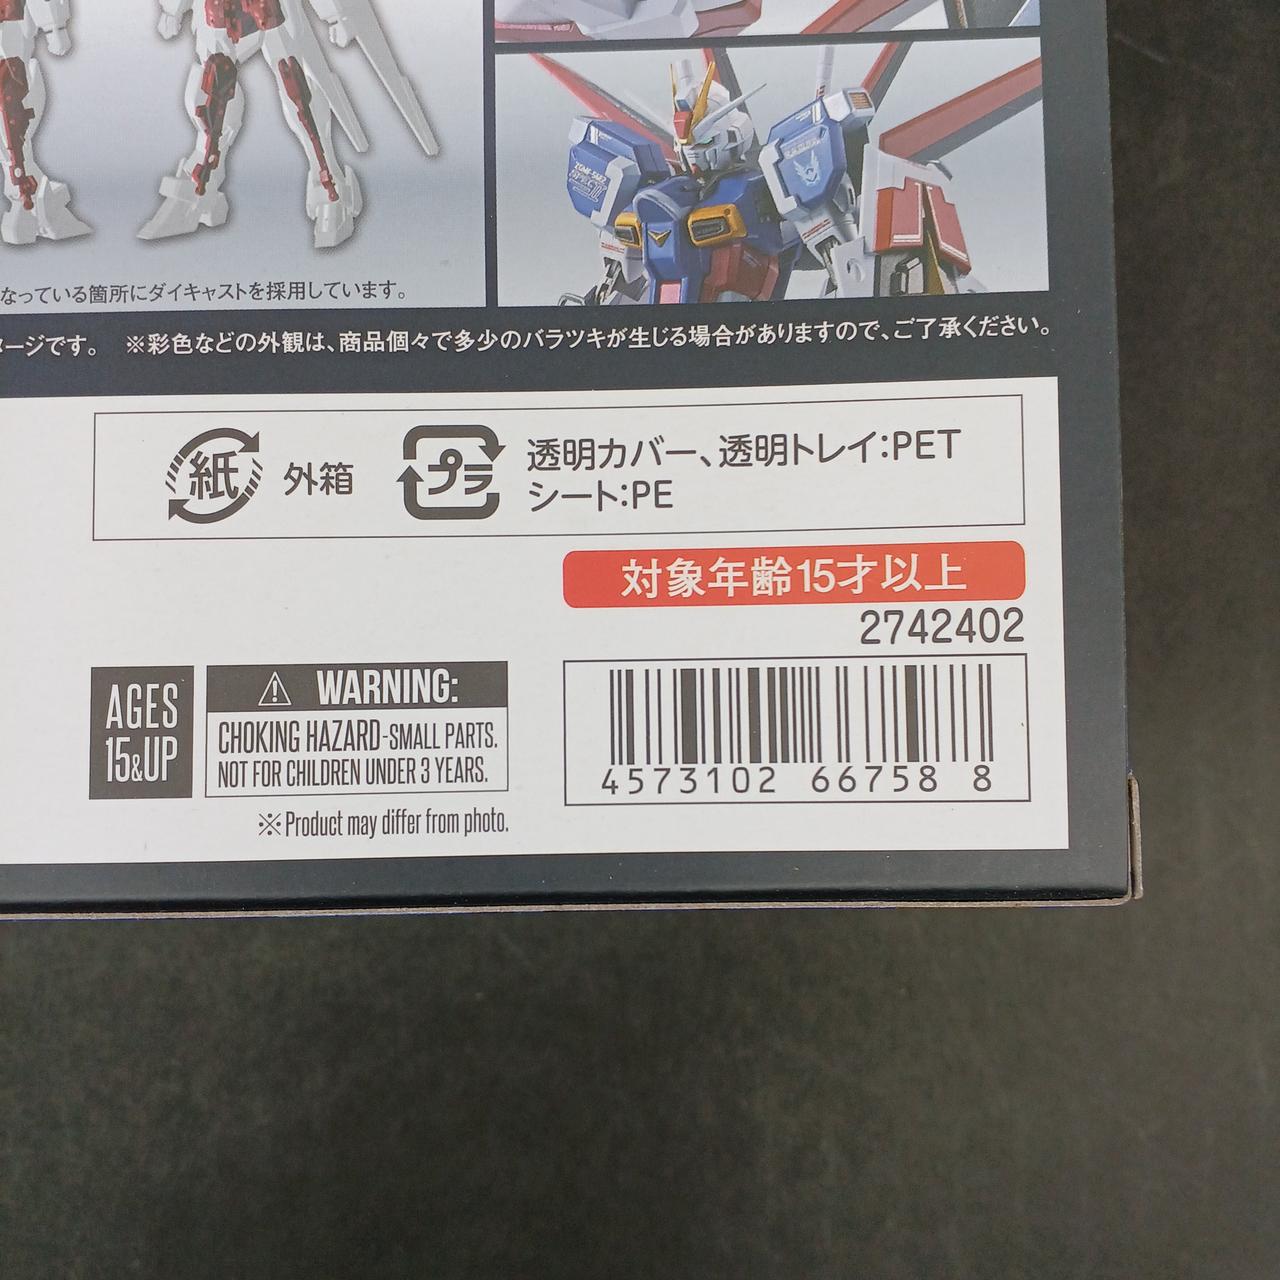 なっている箇所にダイキャストを採用しています。
ージです。 ※彩色などの外観は、商品個々で多少のバラツキが生じる場合がありますので、ご了承ください。
紙 外箱
プラ 透明カバー、透明トレイ:PET
シート:PE
対象年齢15才以上
2742402
AGES
15&UP
WARNING:
CHOKING HAZARD-SMALL PARTS.
NOT FOR CHILDREN UNDER 3 YEARS.
※Product may differ from photo.
4573102 66758 8